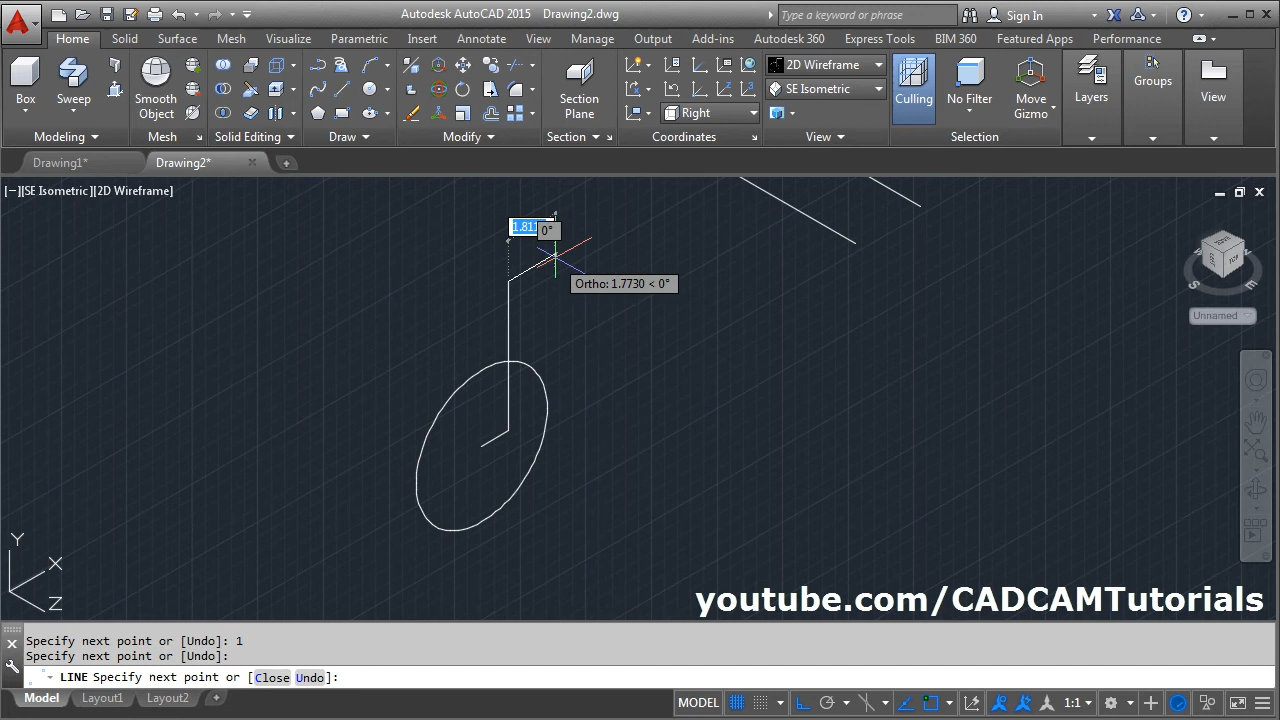 Autodesk AutoCAD 2015 Drawing2.dwg
Type a keyword or phrase
Sign In
Home Solid Surface Mesh Visualize Parametric Insert Annotate View Manage Output Add-ins Autodesk 360 Express Tools BIM 360 Featured Apps Performance
2D Wireframe
SE Isometric
Right
Box Sweep Smooth Object Section Plane Culling No Filter Move Gizmo Layers Groups View
Modeling Mesh Solid Editing Draw Modify Section Coordinates View Selection
Drawing1* Drawing2*
[−][SE Isometric][2D Wireframe]
1.811
0°
Ortho: 1.7730 < 0°
TOP
S
E
Unnamed
Y
X
Z
youtube.com/CADCAMTutorials
Specify next point or [Undo]: 1
Specify next point or [Undo]:
LINE Specify next point or [Close Undo]:
Model Layout1 Layout2 MODEL 1:1